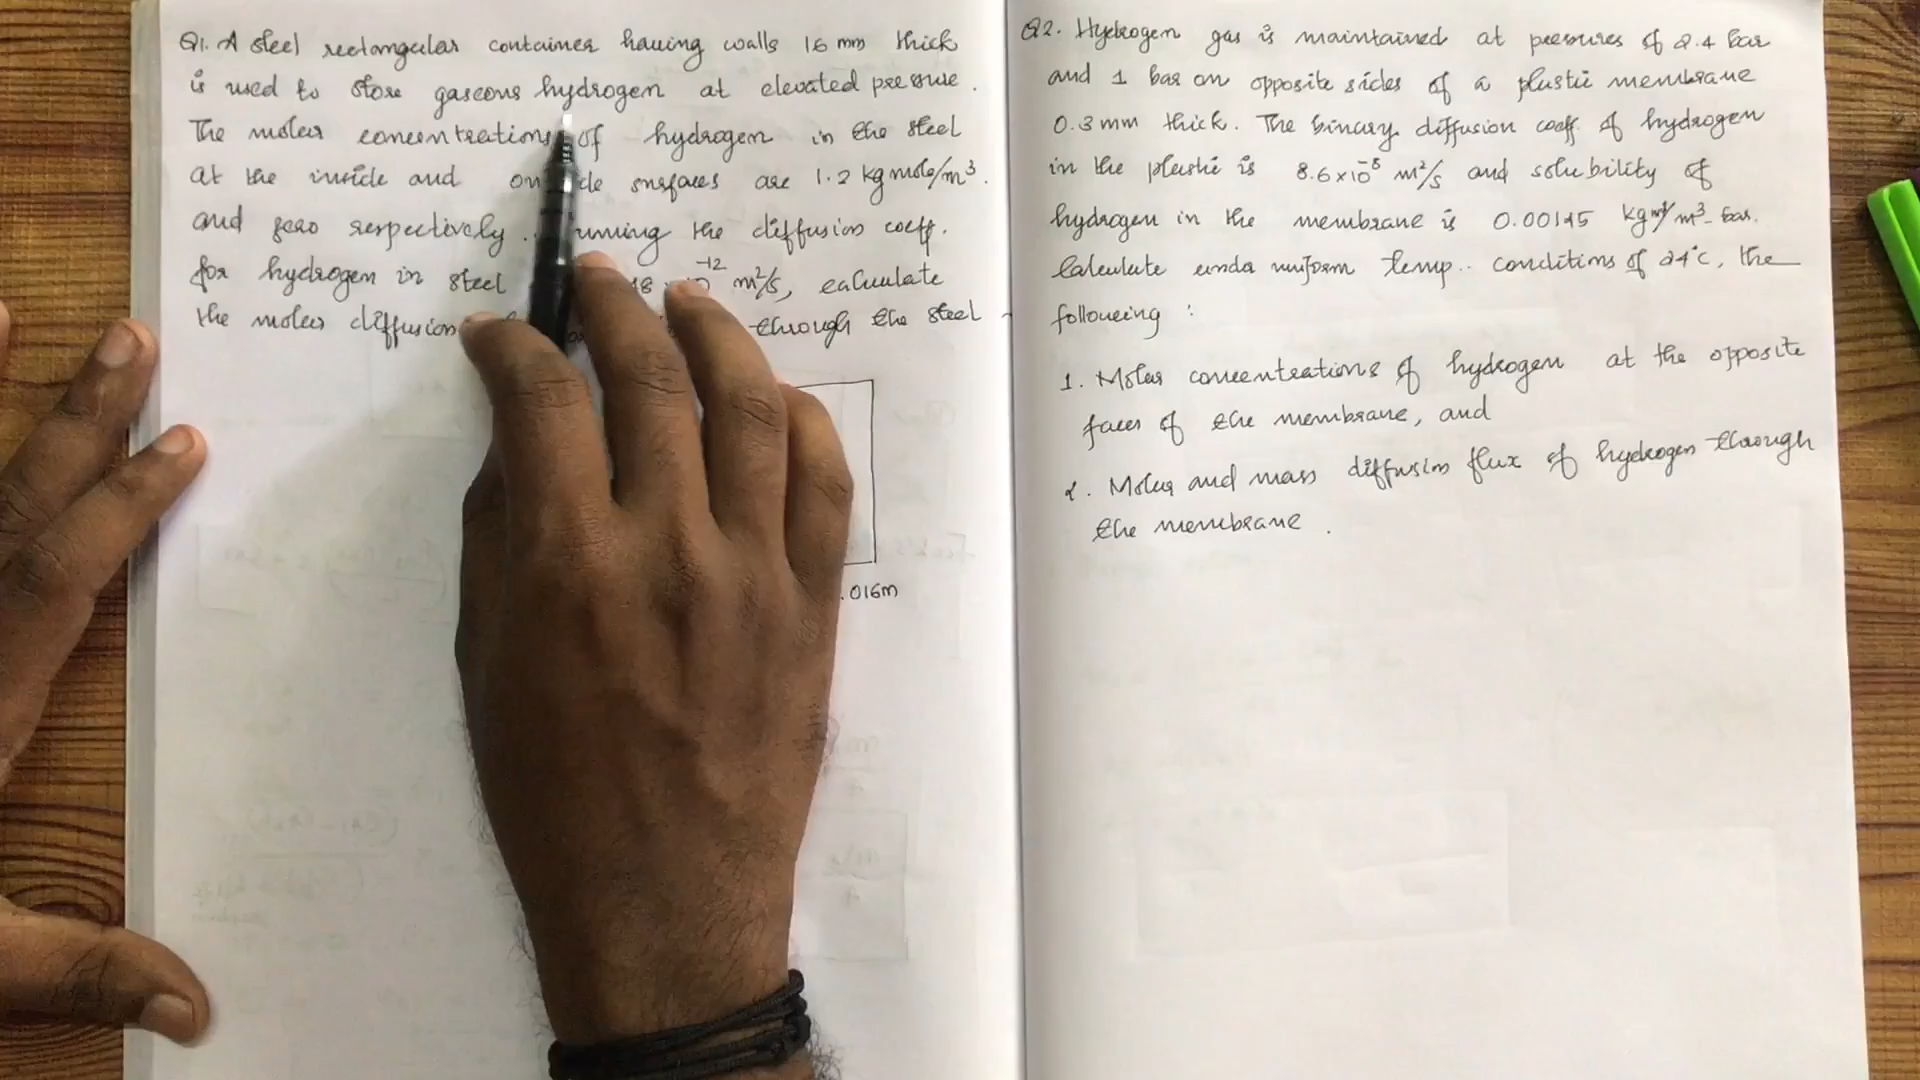 Q1. A steel rectangular container having walls 16 mm thick
is used to store gaseous hydrogen at elevated pressure.
The molar concentrations of hydrogen in the steel
at the inside and surfaces are 1.2 kgmole/m³.
and zero respectively. the diffusion coeff.
for hydrogen in steel 10⁻¹² m²/s, calculate
the molar diffusion through the steel
.016m
Q2. Hydrogen gas is maintained at pressures of 2.4 bar
and 1 bar on opposite sides of a plastic membrane
0.3 mm thick. The binary diffusion coeff. of hydrogen
in the plastic is 8.6×10⁻⁸ m²/s and solubility of
hydrogen in the membrane is 0.00145 /m³-bar.
Calculate under uniform temp.. conditions of 24°c, the
following :
1. Molar concentrations of hydrogen at the opposite
faces of the membrane, and
2. Molar and mass diffusion flux of hydrogen through
the membrane .